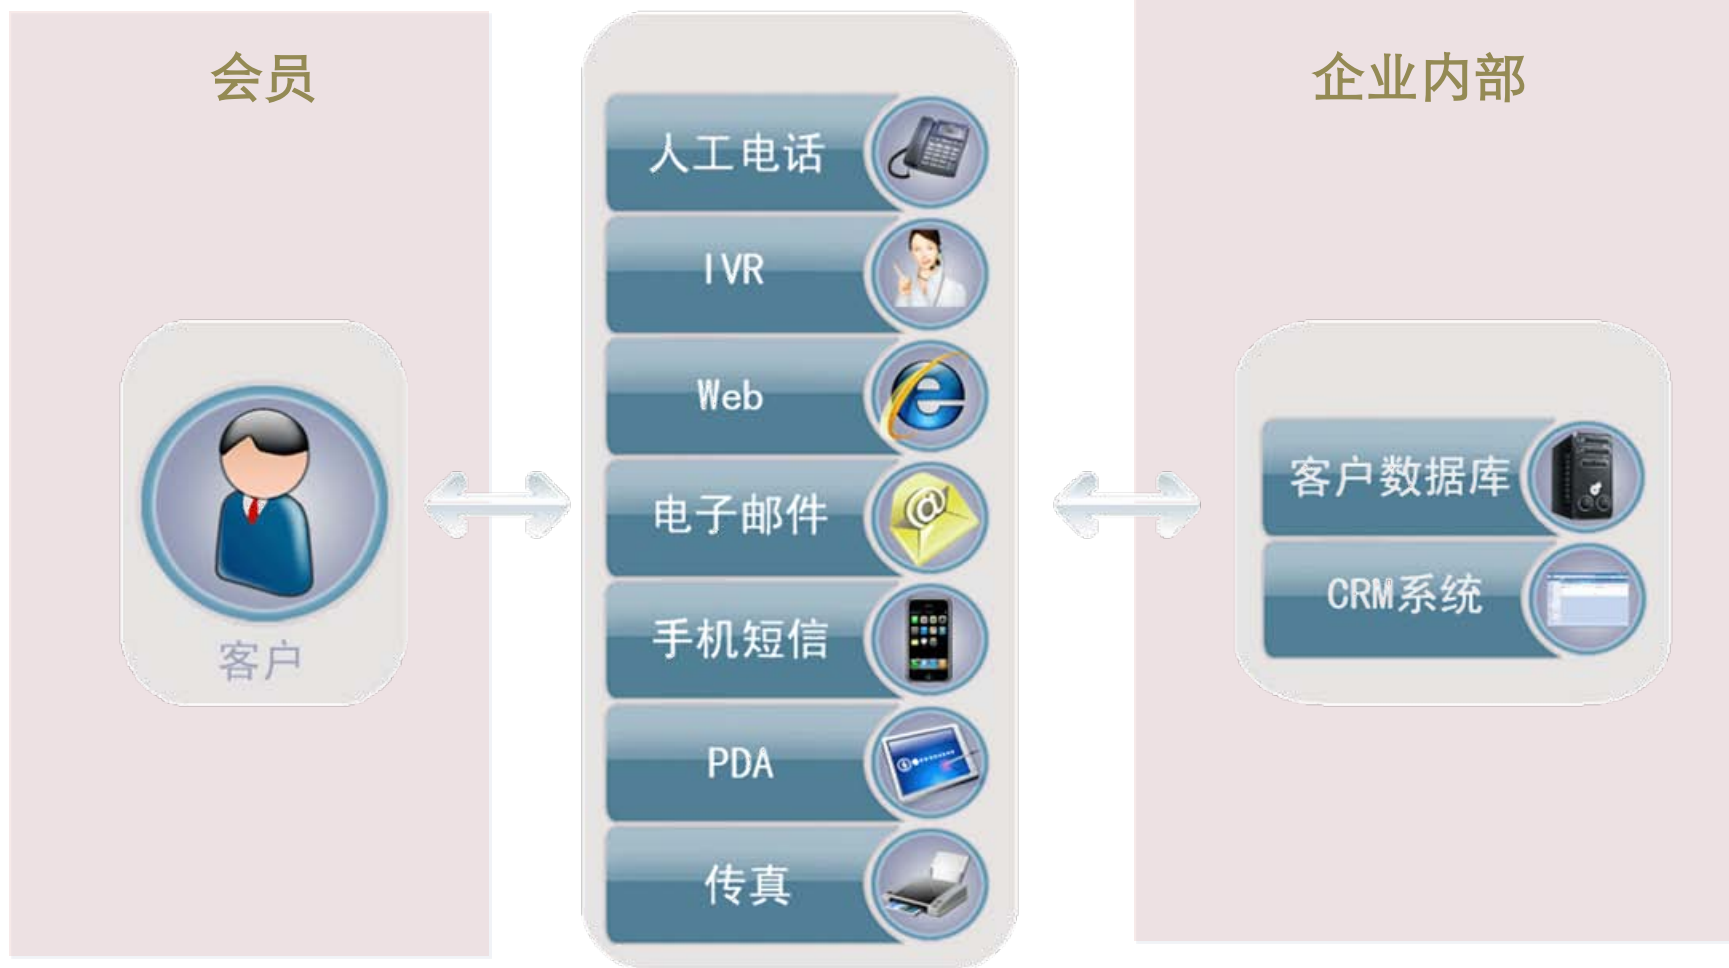 会员
客户
人工电话
IVR
Web
电子邮件
手机短信
PDA
传真
企业内部
客户数据库
CRM系统